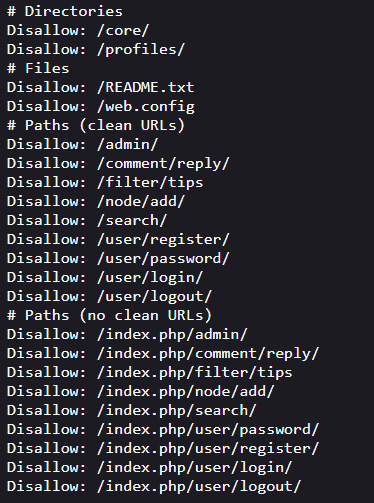 # Directories
Disallow: /core/
Disallow: /profiles/
# Files
Disallow: /README.txt
Disallow: /web.config
# Paths (clean URLs)
Disallow: /admin/
Disallow: /comment/reply/
Disallow: /filter/tips
Disallow: /node/add/
Disallow: /search/
Disallow: /user/register/
Disallow: /user/password/
Disallow: /user/login/
Disallow: /user/logout/
# Paths (no clean URLs)
Disallow: /index.php/admin/
Disallow: /index.php/comment/reply/
Disallow: /index.php/filter/tips
Disallow: /index.php/node/add/
Disallow: /index.php/search/
Disallow: /index.php/user/password/
Disallow: /index.php/user/register/
Disallow: /index.php/user/login/
Disallow: /index.php/user/logout/